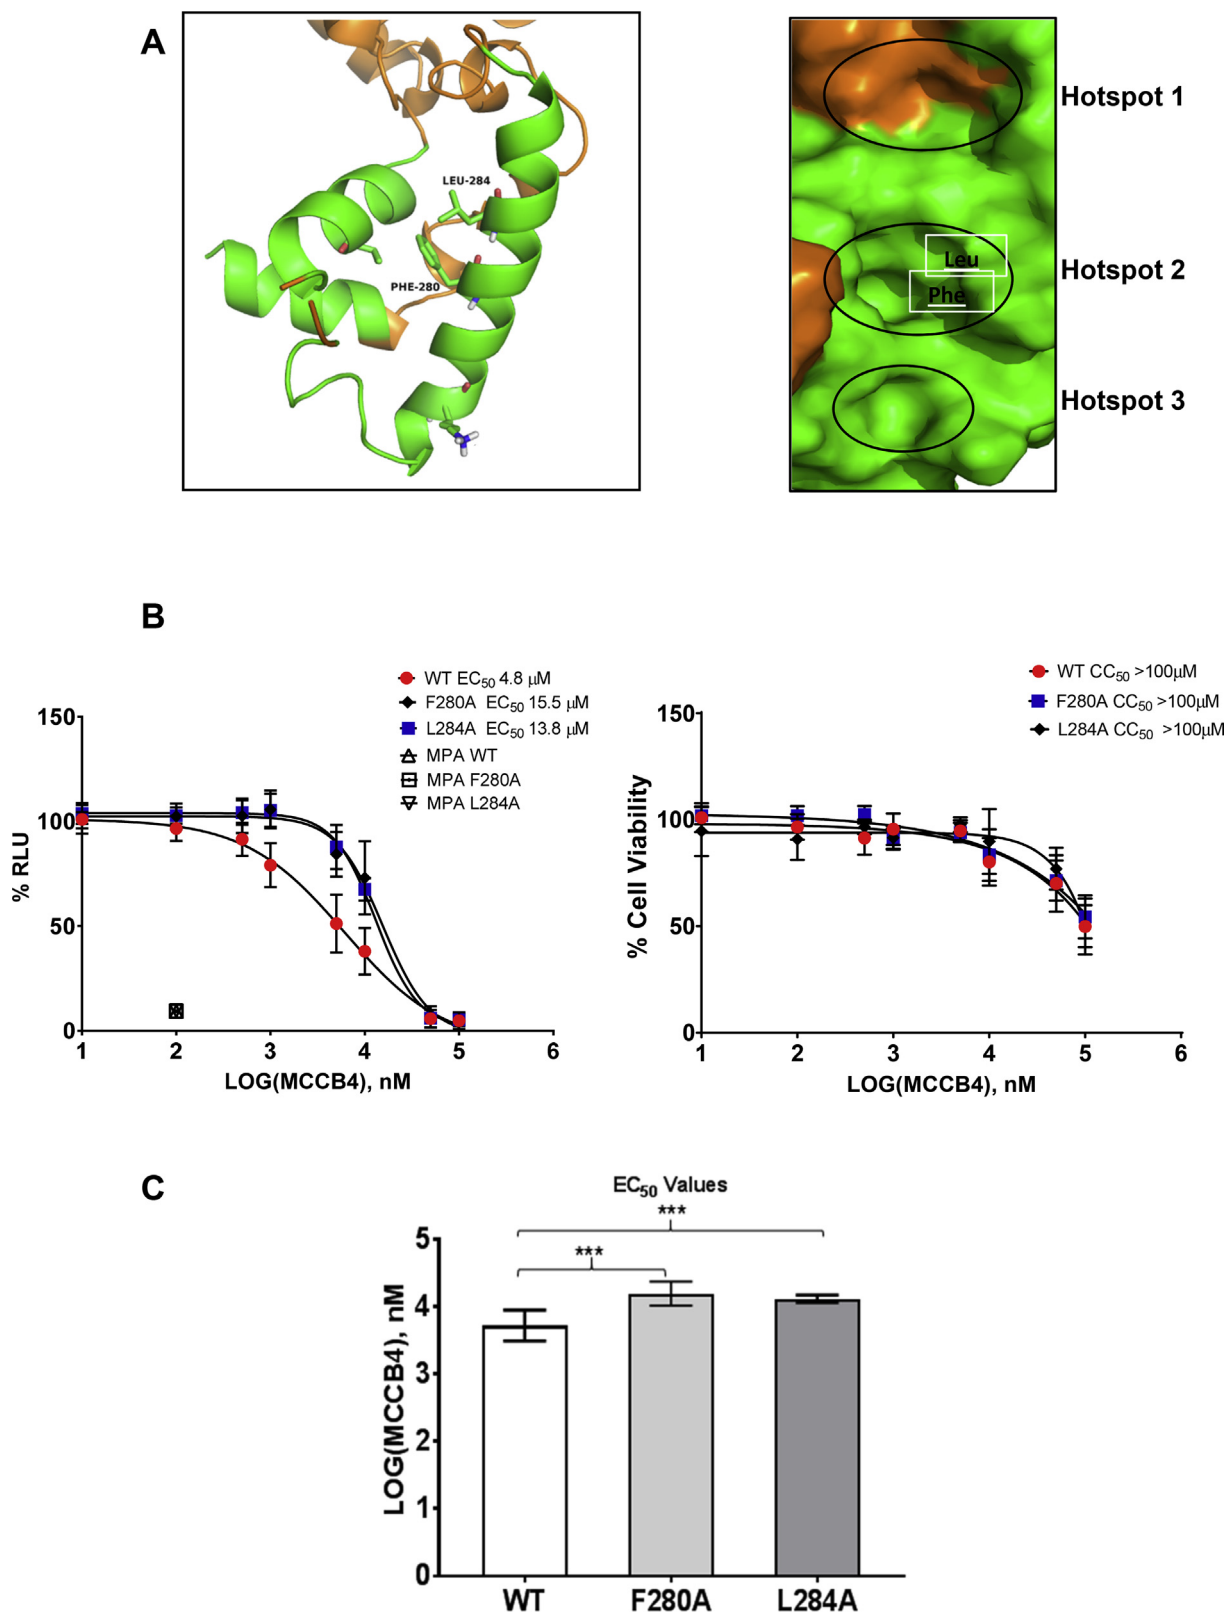 A
LEU-284
PHE-280
Hotspot 1
Leu
Hotspot 2
Phe
Hotspot 3
B
WT EC50 4.8 μM
F280A EC50 15.5 μM
L284A EC50 13.8 μM
MPA WT
MPA F280A
MPA L284A
150
100
50
0
% RLU
1 2 3 4 5 6
LOG(MCCB4), nM
WT CC50 >100μM
F280A CC50 >100μM
L284A CC50 >100μM
150
100
50
0
% Cell Viability
1 2 3 4 5 6
LOG(MCCB4), nM
C
EC50 Values
***
***
5
4
3
2
1
0
LOG(MCCB4), nM
WT F280A L284A